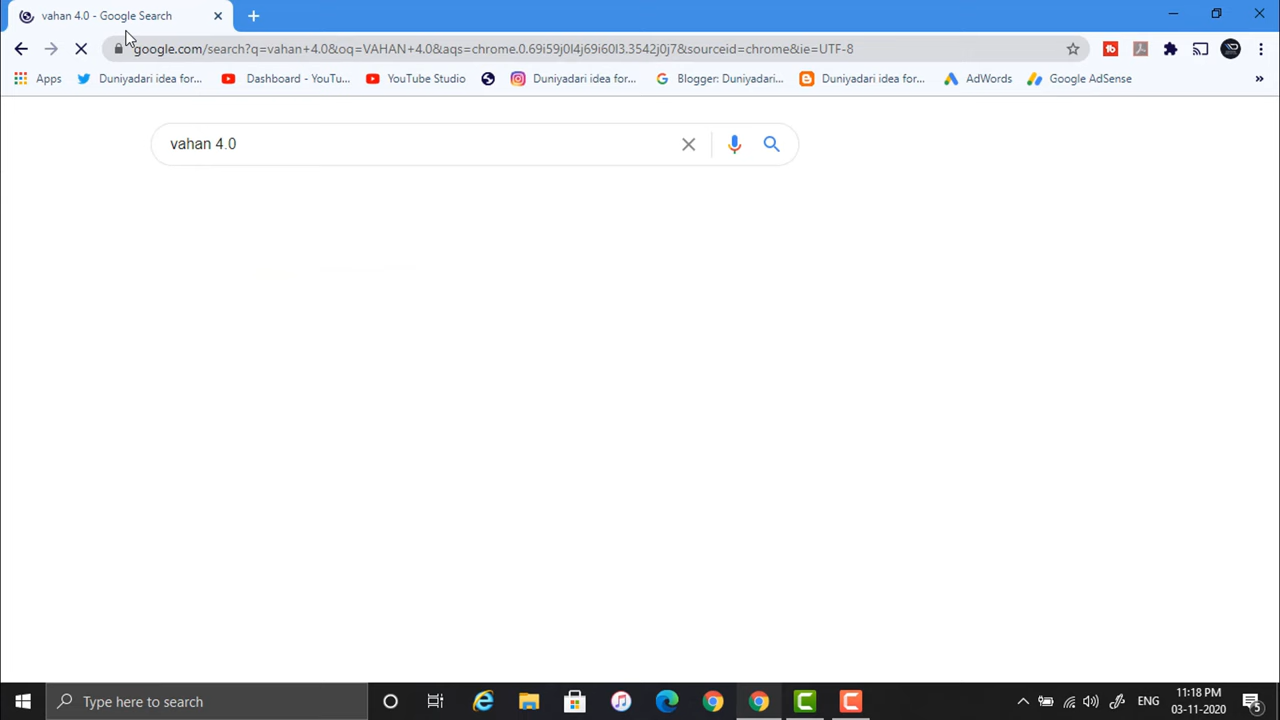 vahan 4.0 - Google Search
google.com/search?q=vahan+4.0&oq=VAHAN+4.0&aqs=chrome.0.69i59j0l4j69i60l3.3542j0j7&sourceid=chrome&ie=UTF-8
Apps Duniyadari idea for... Dashboard - YouTu... YouTube Studio Duniyadari idea for... Blogger: Duniyadari... Duniyadari idea for... AdWords Google AdSense »
vahan 4.0
Type here to search
ENG
11:18 PM
03-11-2020
5